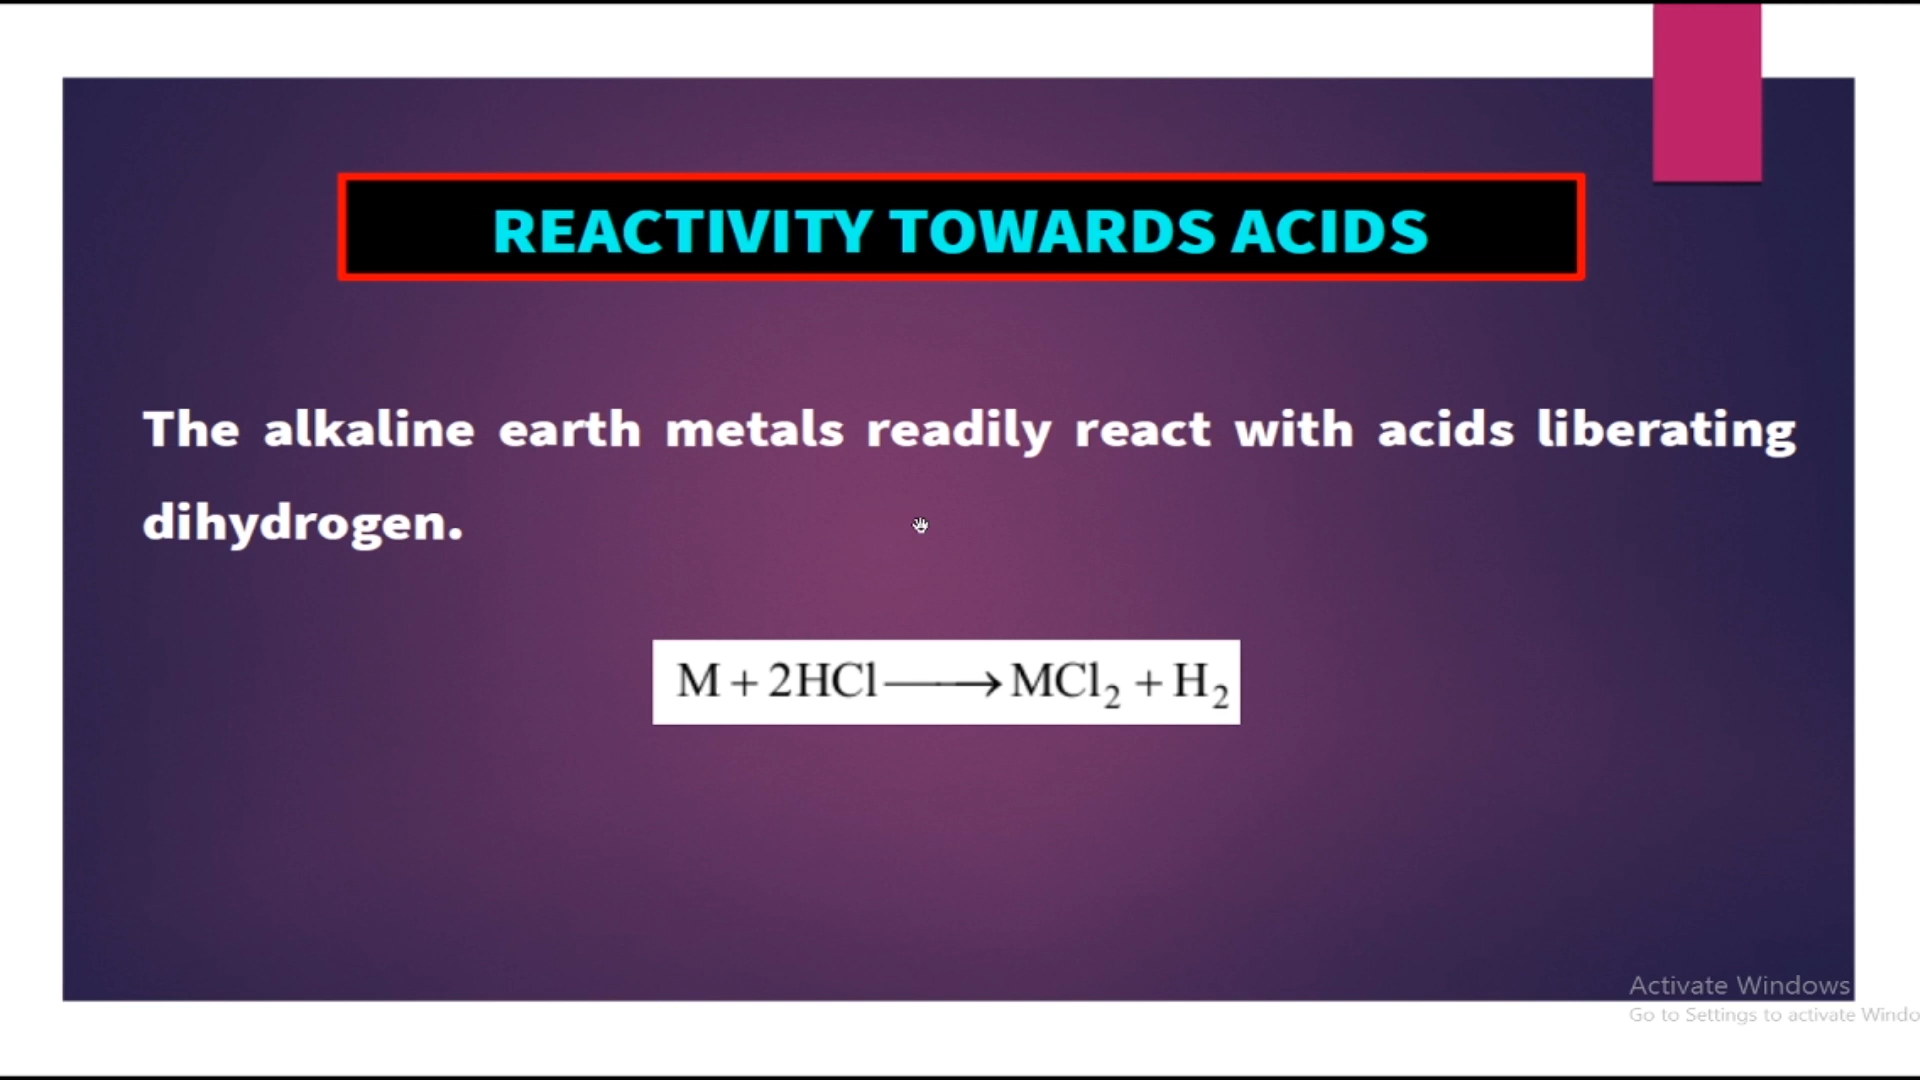 REACTIVITY TOWARDS ACIDS
The alkaline earth metals readily react with acids liberating
dihydrogen.
M + 2HCl ⟶ MCl₂ + H₂
Activate Windows
Go to Settings to activate Windo